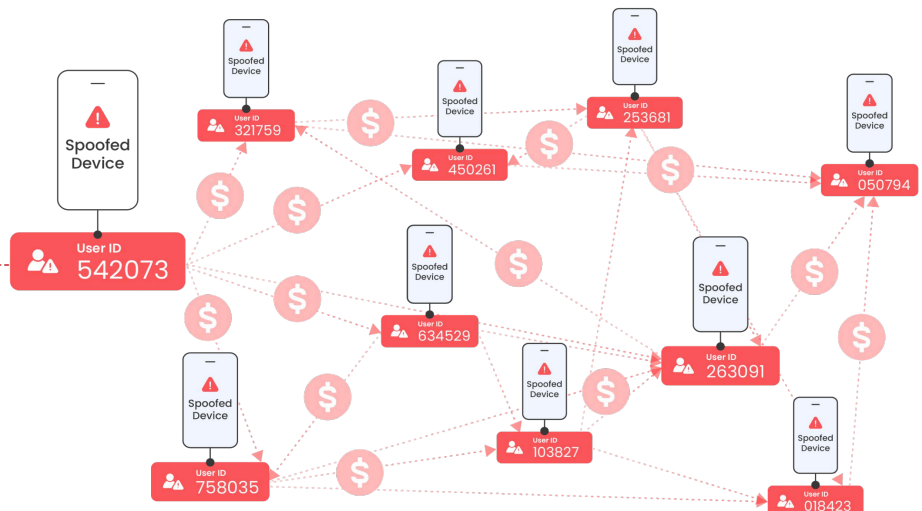 Spoofed
Device
User ID
321759
Spoofed
Device
User ID
253681
Spoofed
Device
User ID
450261
Spoofed
Device
User ID
050794
Spoofed
Device
User ID
542073
Spoofed
Device
User ID
634529
Spoofed
Device
User ID
263091
Spoofed
Device
User ID
758035
Spoofed
Device
User ID
103827
Spoofed
Device
User ID
018423
$
$
$
$
$
$
$
$
$
$
$
$